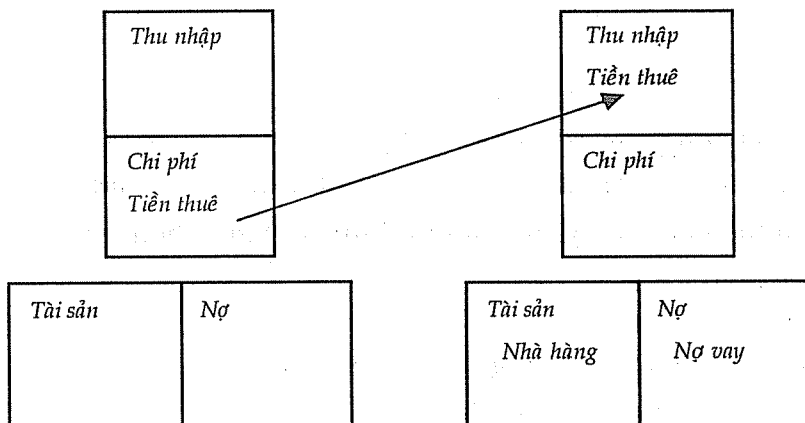 Thu nhập
Chi phí
Tiền thuê
Tài sản
Nợ
Thu nhập
Tiền thuê
Chi phí
Tài sản
Nhà hàng
Nợ
Nợ vay